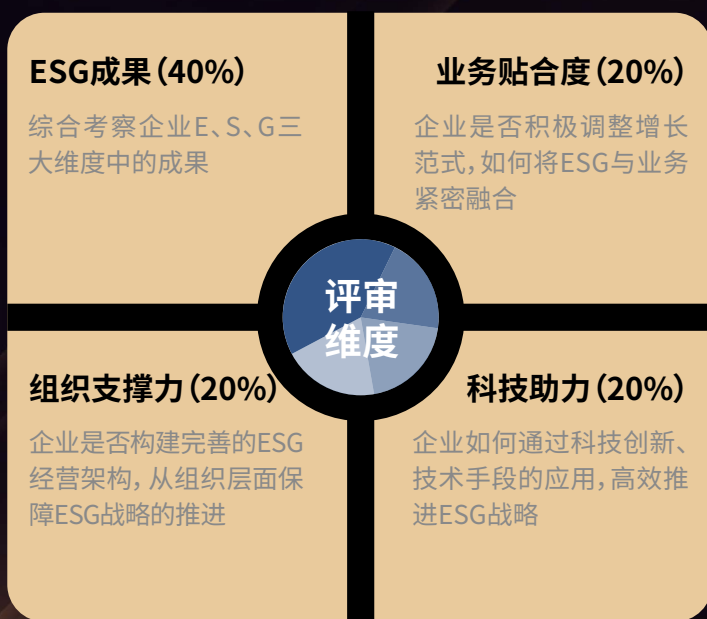 ESG成果（40%）
综合考察企业E、S、G三
大维度中的成果
业务贴合度（20%）
企业是否积极调整增长
范式，如何将ESG与业务
紧密融合
评审
维度
组织支撑力（20%）
企业是否构建完善的ESG
经营架构，从组织层面保
障ESG战略的推进
科技助力（20%）
企业如何通过科技创新、
技术手段的应用，高效推
进ESG战略